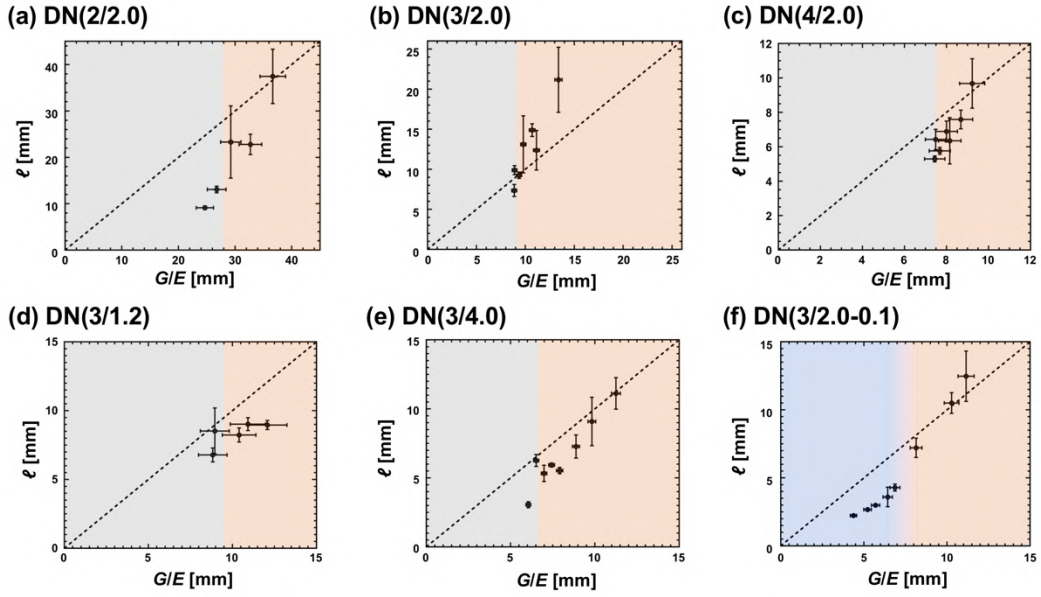 (a) DN(2/2.0)
40
30
20
10
0
ℓ [mm]
0 10 20 30 40
G/E [mm]
(b) DN(3/2.0)
25
20
15
10
5
0
ℓ [mm]
0 5 10 15 20 25
G/E [mm]
(c) DN(4/2.0)
12
10
8
6
4
2
0
ℓ [mm]
0 2 4 6 8 10 12
G/E [mm]
(d) DN(3/1.2)
15
10
5
0
ℓ [mm]
0 5 10 15
G/E [mm]
(e) DN(3/4.0)
15
10
5
0
ℓ [mm]
0 5 10 15
G/E [mm]
(f) DN(3/2.0-0.1)
15
10
5
0
ℓ [mm]
0 5 10 15
G/E [mm]